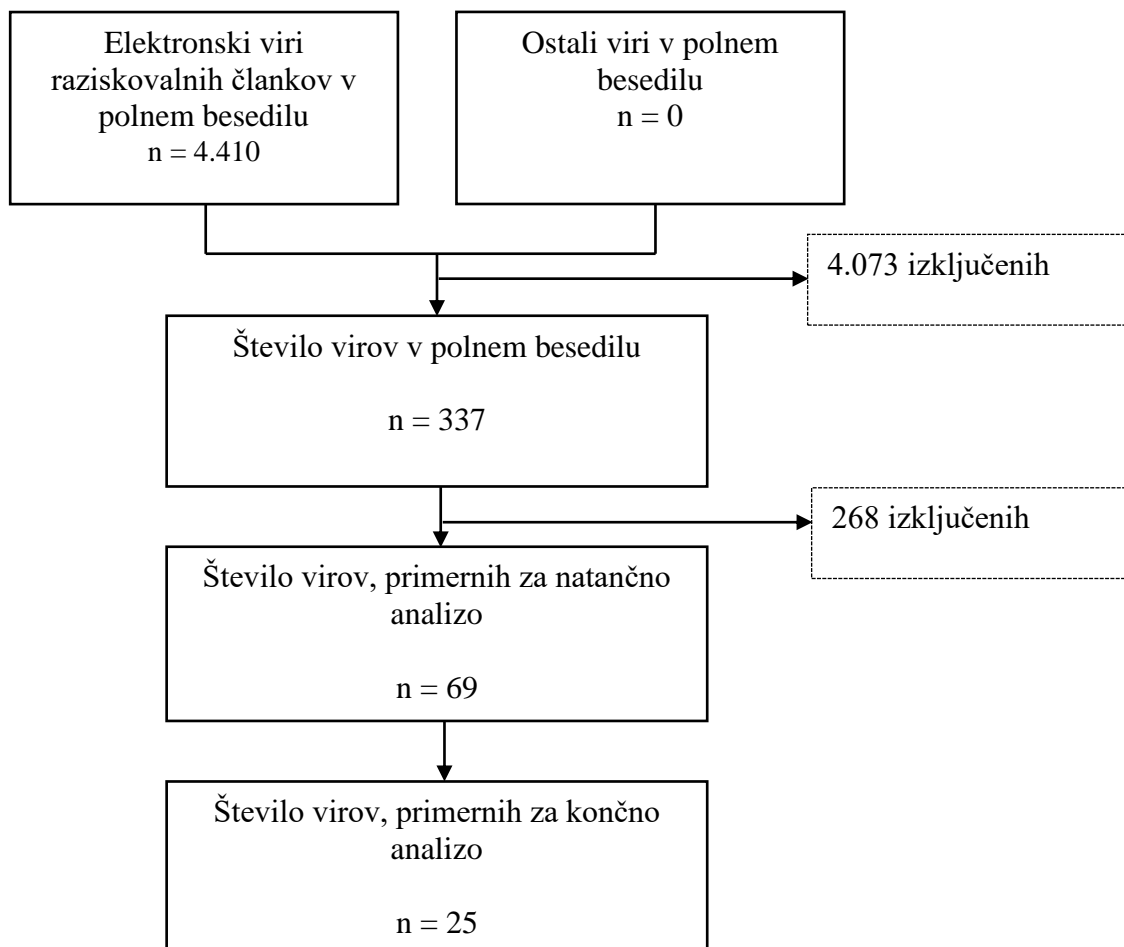 Elektronski viri
raziskovalnih člankov v
polnem besedilu
n = 4.410
Ostali viri v polnem
besedilu
n = 0
4.073 izključenih
Število virov v polnem besedilu
n = 337
268 izključenih
Število virov, primernih za natančno
analizo
n = 69
Število virov, primernih za končno
analizo
n = 25